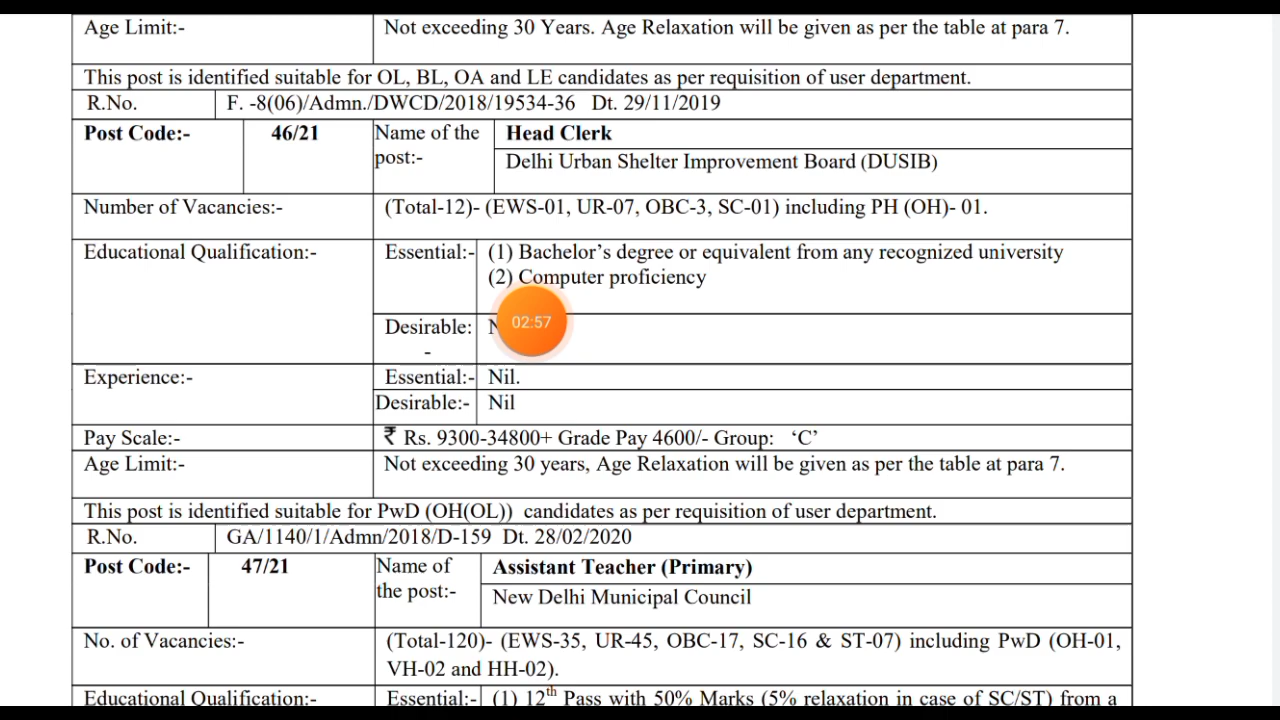 Age Limit:- Not exceeding 30 Years. Age Relaxation will be given as per the table at para 7.
This post is identified suitable for OL, BL, OA and LE candidates as per requisition of user department.
R.No. F. -8(06)/Admn./DWCD/2018/19534-36 Dt. 29/11/2019
Post Code:- 46/21 Name of the post:- Head Clerk
Delhi Urban Shelter Improvement Board (DUSIB)
Number of Vacancies:- (Total-12)- (EWS-01, UR-07, OBC-3, SC-01) including PH (OH)- 01.
Educational Qualification:- Essential:- (1) Bachelor's degree or equivalent from any recognized university
(2) Computer proficiency
02:57
Desirable:
-
Experience:- Essential:- Nil.
Desirable:- Nil
Pay Scale:- ₹ Rs. 9300-34800+ Grade Pay 4600/- Group: ‘C’
Age Limit:- Not exceeding 30 years, Age Relaxation will be given as per the table at para 7.
This post is identified suitable for PwD (OH(OL)) candidates as per requisition of user department.
R.No. GA/1140/1/Admn/2018/D-159 Dt. 28/02/2020
Post Code:- 47/21 Name of the post:- Assistant Teacher (Primary)
New Delhi Municipal Council
No. of Vacancies:- (Total-120)- (EWS-35, UR-45, OBC-17, SC-16 & ST-07) including PwD (OH-01,
VH-02 and HH-02).
Educational Qualification:- Essential:- (1) 12th Pass with 50% Marks (5% relaxation in case of SC/ST) from a